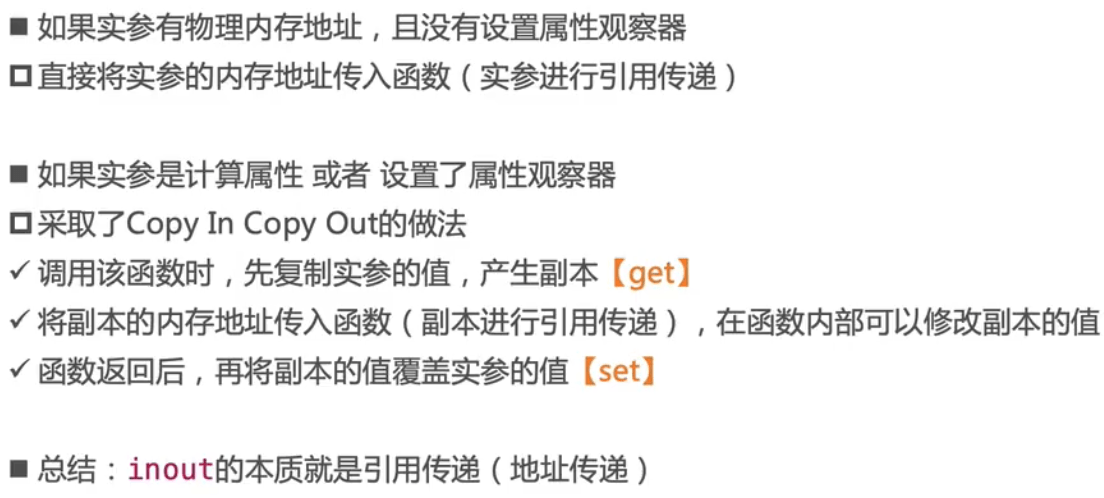 ■ 如果实参有物理内存地址，且没有设置属性观察器
□ 直接将实参的内存地址传入函数（实参进行引用传递）
■ 如果实参是计算属性 或者 设置了属性观察器
□ 采取了Copy In Copy Out的做法
✓ 调用该函数时，先复制实参的值，产生副本【get】
✓ 将副本的内存地址传入函数（副本进行引用传递），在函数内部可以修改副本的值
✓ 函数返回后，再将副本的值覆盖实参的值【set】
■ 总结：inout的本质就是引用传递（地址传递）